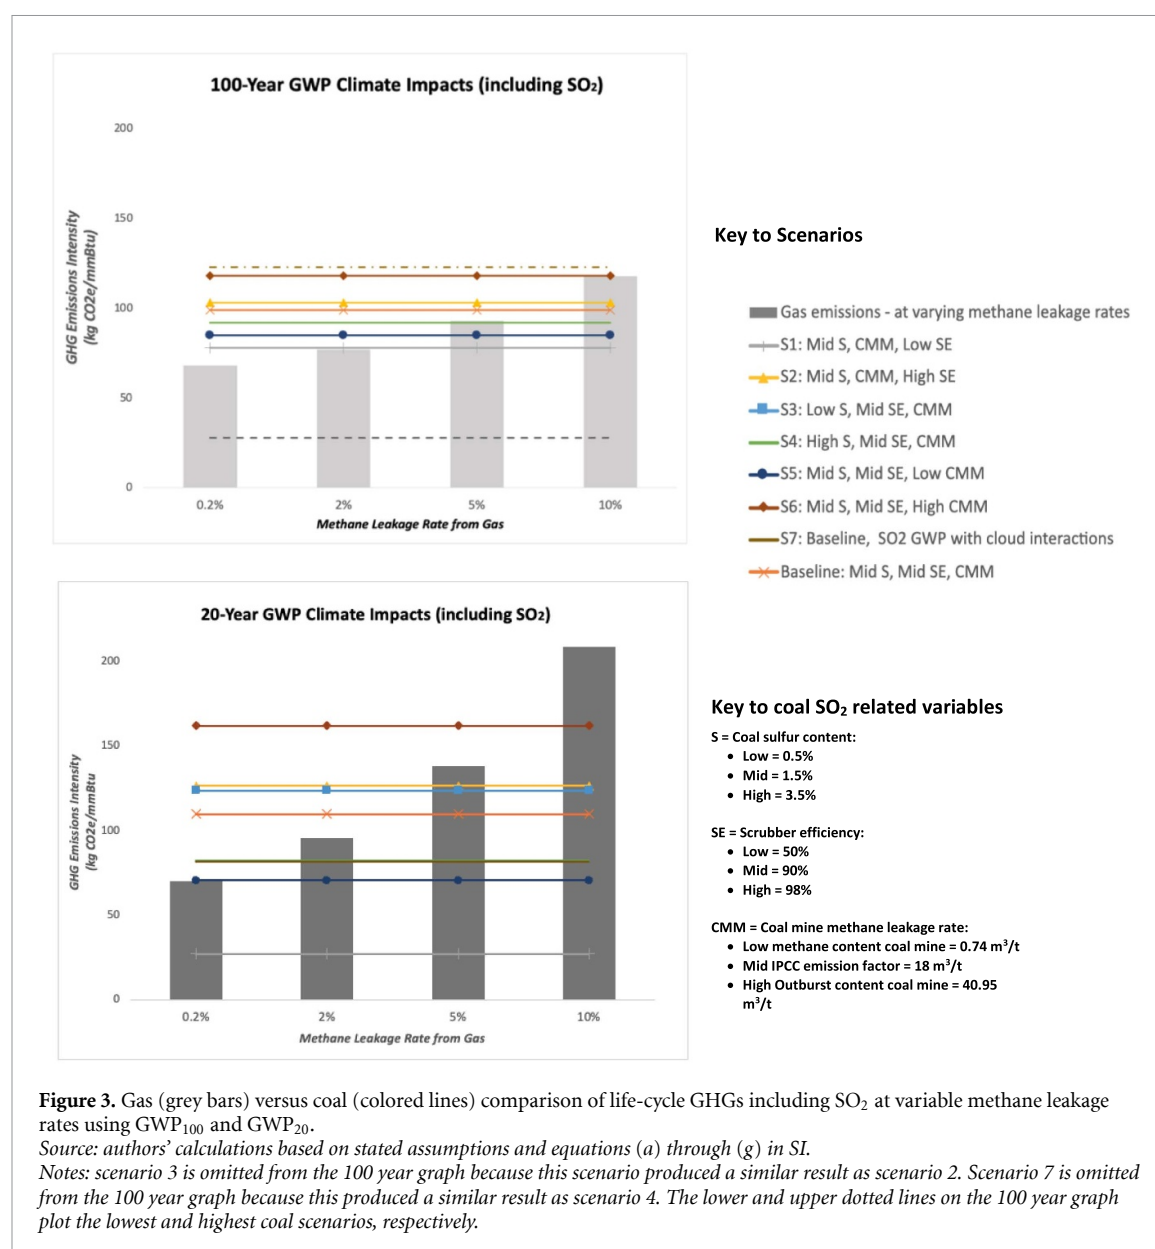 100-Year GWP Climate Impacts (including SO2)
200
150
100
50
0
GHG Emissions Intensity
(kg CO2e/mmBtu)
0.2%
2%
5%
10%
Methane Leakage Rate from Gas
Key to Scenarios
Gas emissions - at varying methane leakage rates
S1: Mid S, CMM, Low SE
S2: Mid S, CMM, High SE
S3: Low S, Mid SE, CMM
S4: High S, Mid SE, CMM
S5: Mid S, Mid SE, Low CMM
S6: Mid S, Mid SE, High CMM
S7: Baseline, SO2 GWP with cloud interactions
Baseline: Mid S, Mid SE, CMM
20-Year GWP Climate Impacts (including SO2)
200
150
100
50
0
GHG Emissions Intensity
(kg CO2e/mmBtu
0.2%
2%
5%
10%
Methane Leakage Rate from Gas
Key to coal SO2 related variables
S = Coal sulfur content:
• Low = 0.5%
• Mid = 1.5%
• High = 3.5%
SE = Scrubber efficiency:
• Low = 50%
• Mid = 90%
• High = 98%
CMM = Coal mine methane leakage rate:
• Low methane content coal mine = 0.74 m³/t
• Mid IPCC emission factor = 18 m³/t
• High Outburst content coal mine = 40.95
m³/t
Figure 3. Gas (grey bars) versus coal (colored lines) comparison of life-cycle GHGs including SO2 at variable methane leakage
rates using GWP100 and GWP20.
Source: authors' calculations based on stated assumptions and equations (a) through (g) in SI.
Notes: scenario 3 is omitted from the 100 year graph because this scenario produced a similar result as scenario 2. Scenario 7 is omitted
from the 100 year graph because this produced a similar result as scenario 4. The lower and upper dotted lines on the 100 year graph
plot the lowest and highest coal scenarios, respectively.